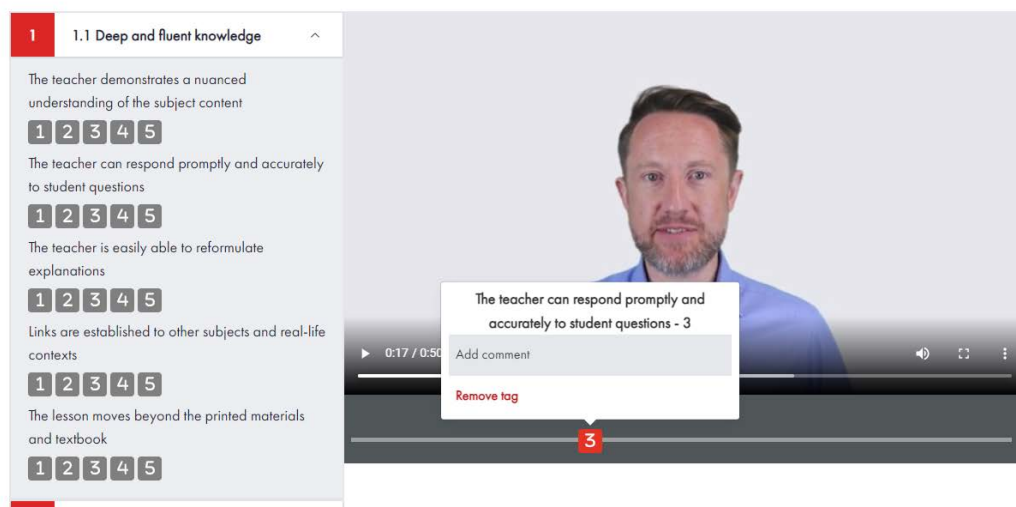 1 1.1 Deep and fluent knowledge
The teacher demonstrates a nuanced
understanding of the subject content
1 2 3 4 5
The teacher can respond promptly and accurately
to student questions
1 2 3 4 5
The teacher is easily able to reformulate
explanations
1 2 3 4 5
Links are established to other subjects and real-life
contexts
1 2 3 4 5
The lesson moves beyond the printed materials
and textbook
1 2 3 4 5
The teacher can respond promptly and
accurately to student questions - 3
0:17 / 0:50
Add comment
Remove tag
3